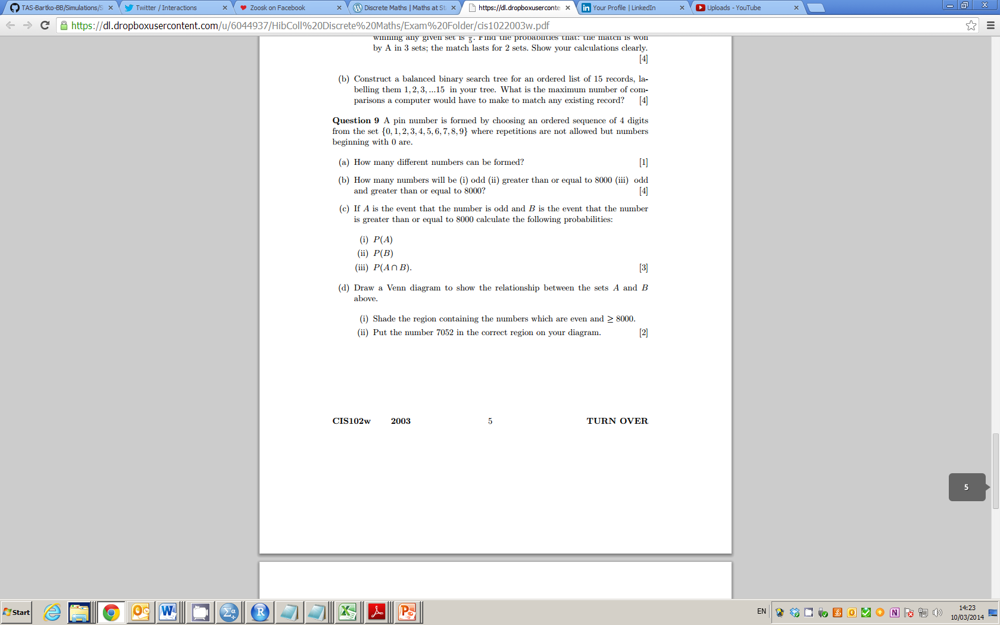 TAS-Bartko-BB/Simulations/S
Twitter / Interactions
Zoosk on Facebook
Discrete Maths | Maths at St
https://dl.dropboxuserconte
Your Profile | LinkedIn
Uploads - YouTube
https://dl.dropboxusercontent.com/u/6044937/HibColl%20Discrete%20Maths/Exam%20Folder/cis1022003w.pdf
winning any given set is 5. Find the probabilities that: the match is won
by A in 3 sets; the match lasts for 2 sets. Show your calculations clearly.
[4]
(b) Construct a balanced binary search tree for an ordered list of 15 records, la-
belling them 1, 2, 3, ...15 in your tree. What is the maximum number of com-
parisons a computer would have to make to match any existing record? [4]
Question 9 A pin number is formed by choosing an ordered sequence of 4 digits
from the set {0, 1, 2, 3, 4, 5, 6, 7, 8, 9} where repetitions are not allowed but numbers
beginning with 0 are.
(a) How many different numbers can be formed? [1]
(b) How many numbers will be (i) odd (ii) greater than or equal to 8000 (iii) odd
and greater than or equal to 8000? [4]
(c) If A is the event that the number is odd and B is the event that the number
is greater than or equal to 8000 calculate the following probabilities:
(i) P(A)
(ii) P(B)
(iii) P(A ∩ B). [3]
(d) Draw a Venn diagram to show the relationship between the sets A and B
above.
(i) Shade the region containing the numbers which are even and ≥ 8000.
(ii) Put the number 7052 in the correct region on your diagram. [2]
CIS102w 2003 5 TURN OVER
5
Start
EN
14:23
10/03/2014